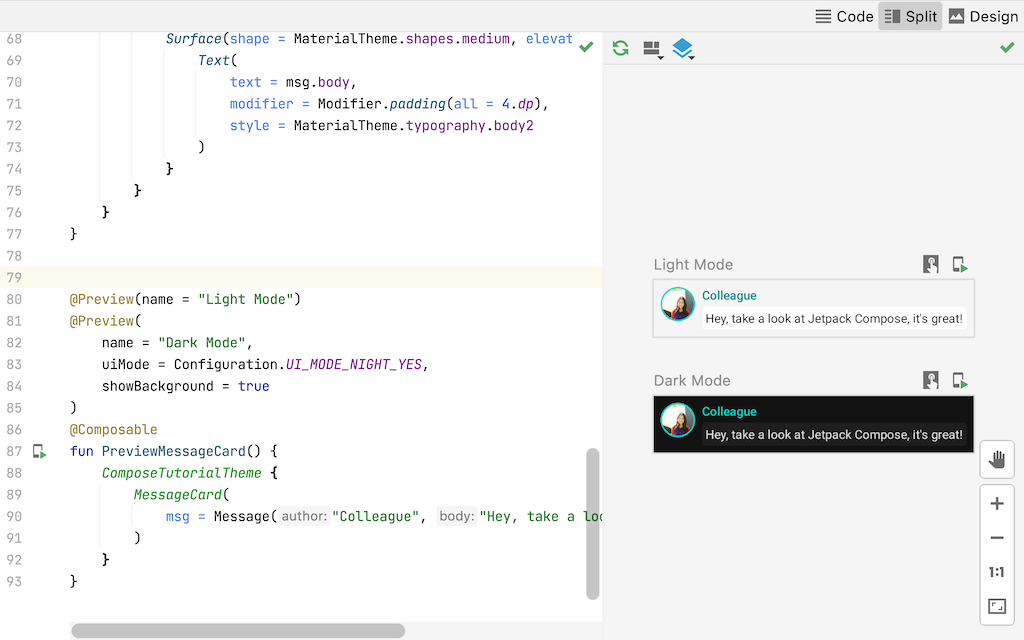 Code Split Design
68 Surface(shape = MaterialTheme.shapes.medium, elevat
69 Text(
70 text = msg.body,
71 modifier = Modifier.padding(all = 4.dp),
72 style = MaterialTheme.typography.body2
73 )
74 }
75 }
76 }
77 }
78
79
80 @Preview(name = "Light Mode")
81 @Preview(
82 name = "Dark Mode",
83 uiMode = Configuration.UI_MODE_NIGHT_YES,
84 showBackground = true
85 )
86 @Composable
87 fun PreviewMessageCard() {
88 ComposeTutorialTheme {
89 MessageCard(
90 msg = Message( author: "Colleague", body: "Hey, take a loo
91 )
92 }
93 }
Light Mode
Colleague
Hey, take a look at Jetpack Compose, it's great!
Dark Mode
Colleague
Hey, take a look at Jetpack Compose, it's great!
+
−
1:1